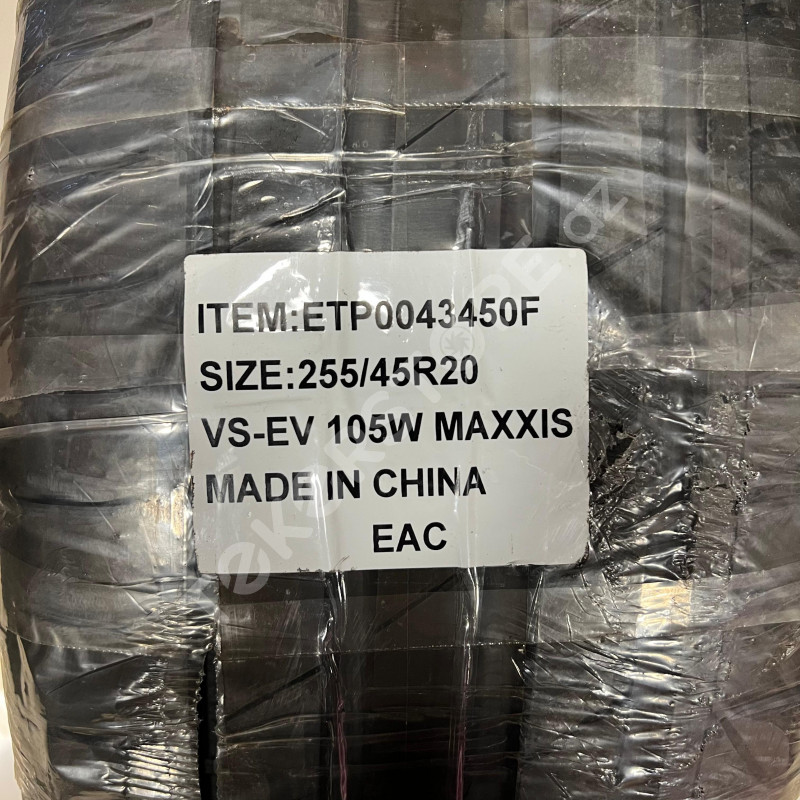 ITEM:ETP0043450F
SIZE:255/45R20
VS-EV 105W MAXXIS
MADE IN CHINA
EAC